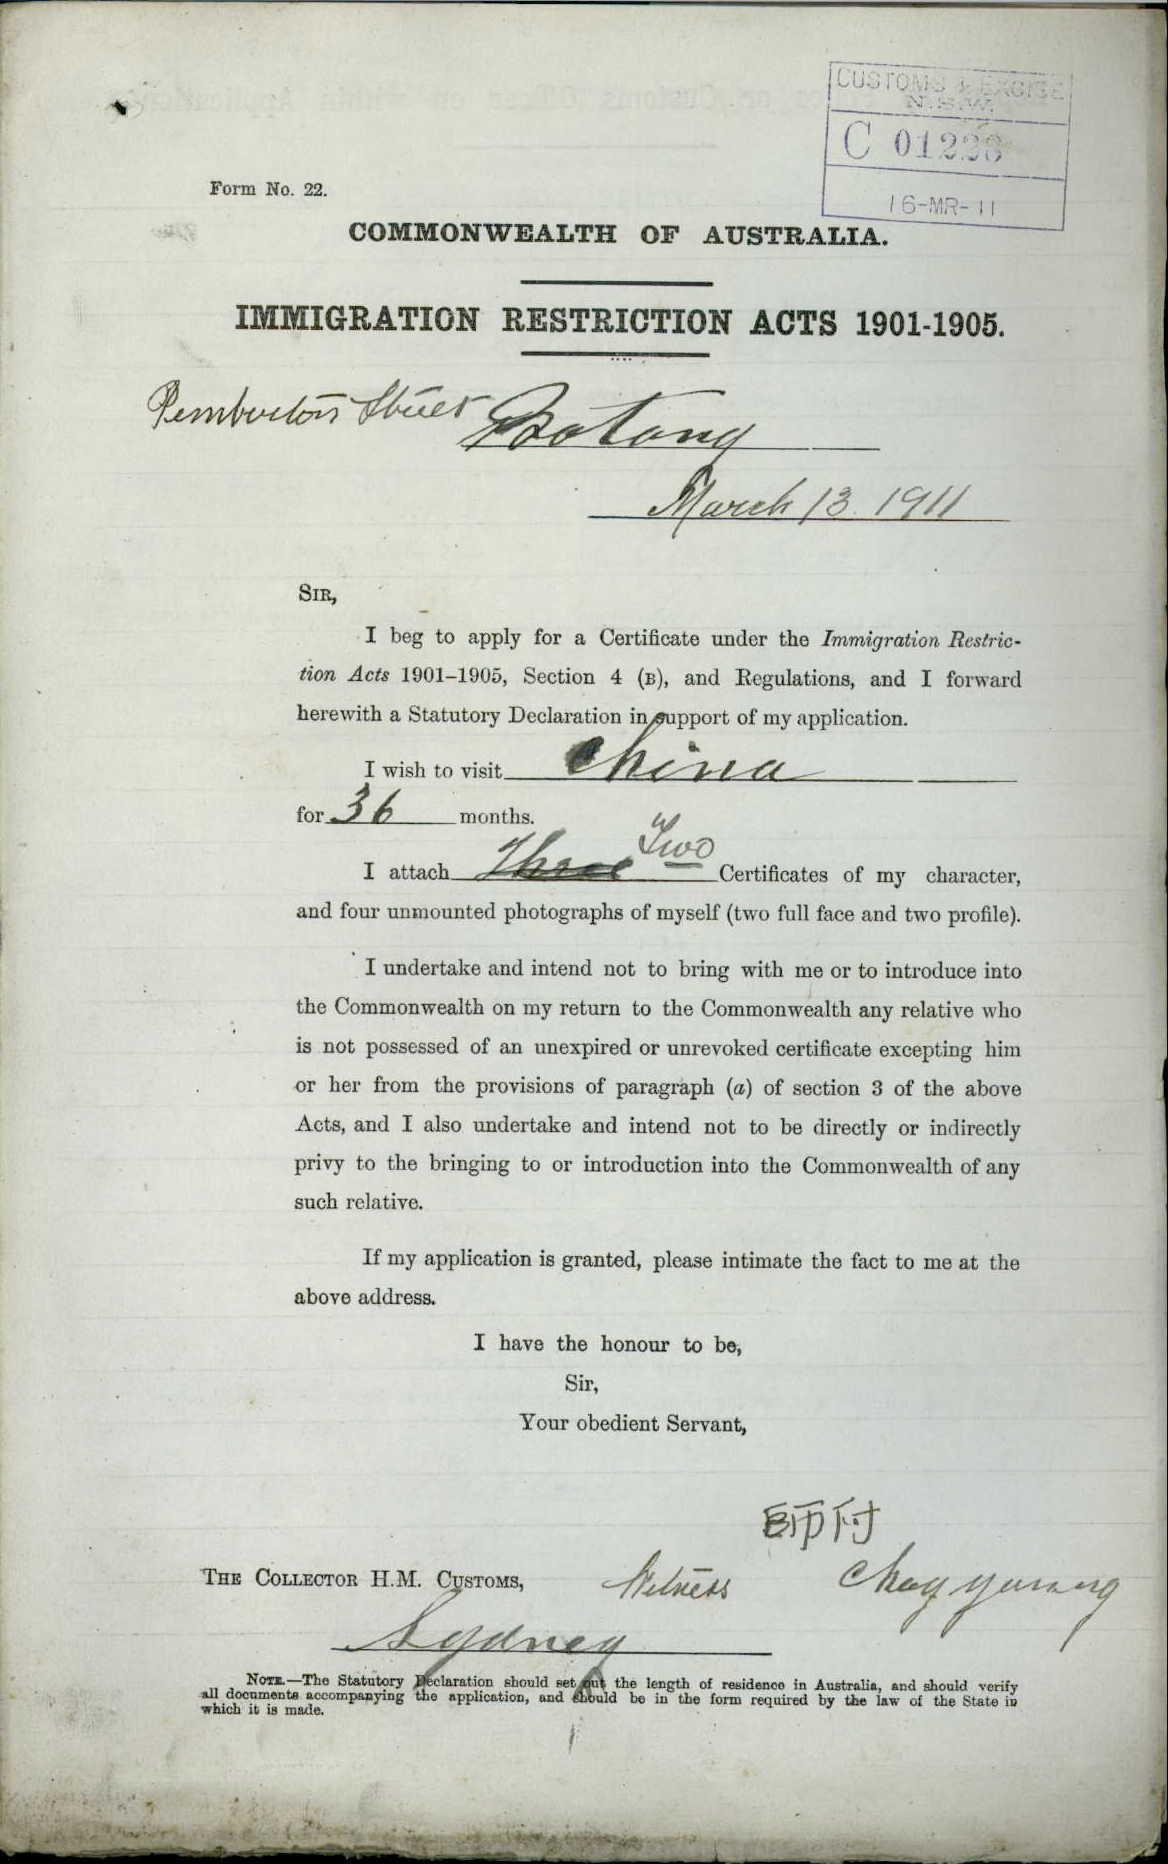 CUSTOMS & EXCISE
N.S.W.
C 01228
16-MR-11
Form No. 22.
COMMONWEALTH OF AUSTRALIA.
IMMIGRATION RESTRICTION ACTS 1901-1905.
Pemberton Street Botany
March 13. 1911
SIR,
I beg to apply for a Certificate under the Immigration Restric-
tion Acts 1901–1905, Section 4 (B), and Regulations, and I forward
herewith a Statutory Declaration in support of my application.
I wish to visit China
for 36 months.
I attach Three Two Certificates of my character,
and four unmounted photographs of myself (two full face and two profile).
I undertake and intend not to bring with me or to introduce into
the Commonwealth on my return to the Commonwealth any relative who
is not possessed of an unexpired or unrevoked certificate excepting him
or her from the provisions of paragraph (a) of section 3 of the above
Acts, and I also undertake and intend not to be directly or indirectly
privy to the bringing to or introduction into the Commonwealth of any
such relative.
If my application is granted, please intimate the fact to me at the
above address.
I have the honour to be,
Sir,
Your obedient Servant,
師付
THE COLLECTOR H.M. CUSTOMS, Witness
Sydney
NOTE.—The Statutory Declaration should set out the length of residence in Australia, and should verify
all documents accompanying the application, and should be in the form required by the law of the State in
which it is made.